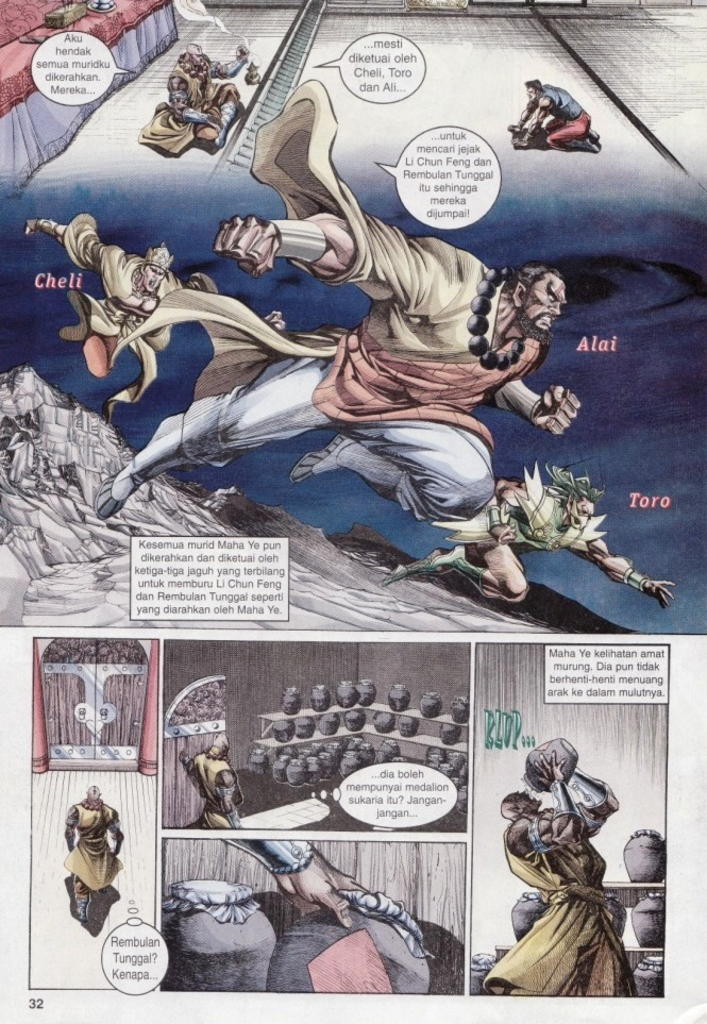 Aku
hendak
semua muridku
dikerahkan.
Mereka...
...mesti
diketuai oleh
Cheli, Toro
dan Ali...
...untuk
mencari jejak
Li Chun Feng dan
Rembulan Tunggal
itu sehingga
mereka
dijumpai!
Cheli
Alai
Toro
Kesemua murid Maha Ye pun
dikerahkan dan diketuai oleh
ketiga-tiga jaguh yang terbilang
untuk memburu Li Chun Feng
dan Rembulan Tunggal seperti
yang diarahkan oleh Maha Ye.
Rembulan
Tunggal?
Kenapa...
...dia boleh
mempunyai medalion
sukaria itu? Jangan-
jangan...
Maha Ye kelihatan amat
murung. Dia pun tidak
berhenti-henti menuang
arak ke dalam mulutnya.
32